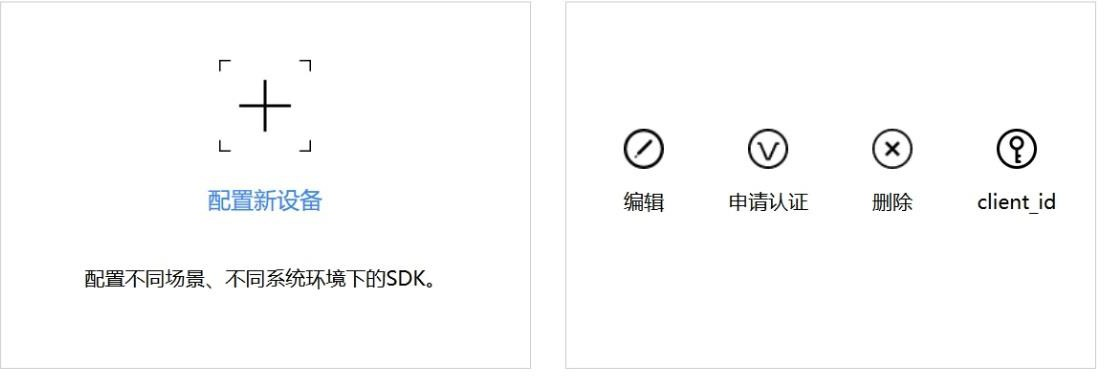 配置新设备
配置不同场景、不同系统环境下的SDK。
编辑
申请认证
删除
client_id